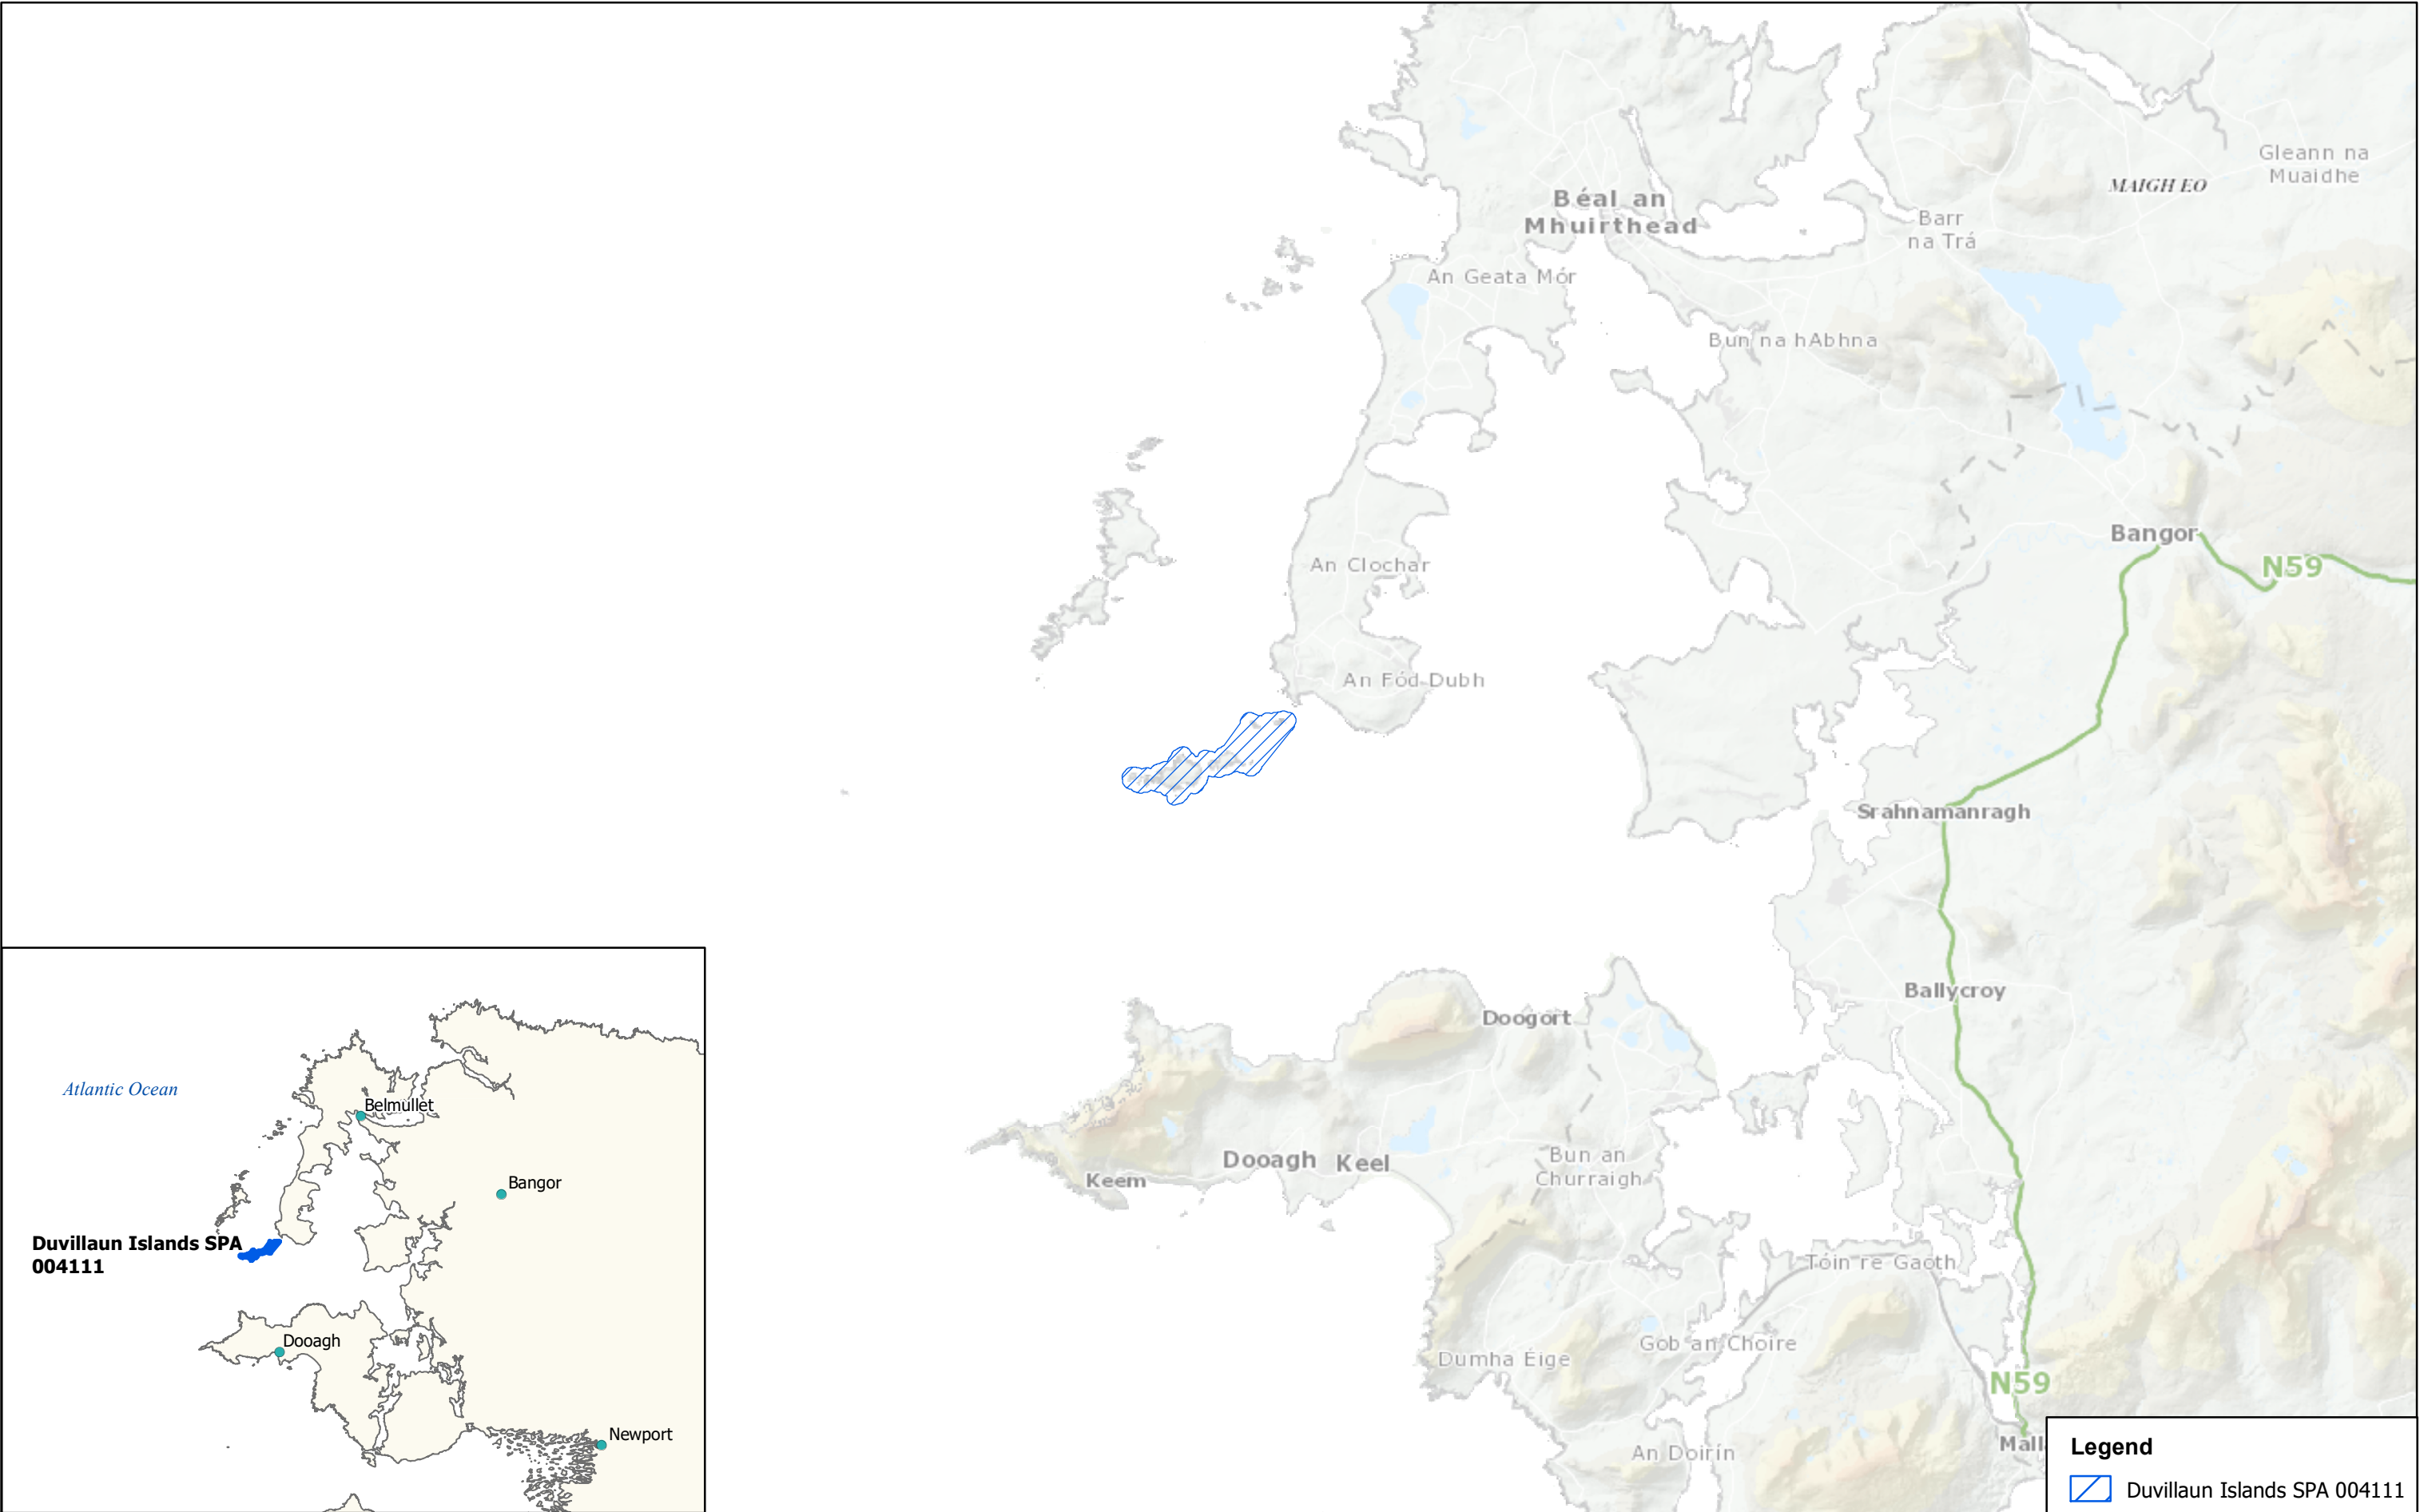 Gleann na
Muaidhe
MAIGH EO
Béal an
Mhuirthead
Barr
na Trá
An Geata Mór
Bun na hAbhna
Bangor
N59
An Clochar
An Fód Dubh
Srahnamanragh
Ballycroy
Doogort
Dooagh
Keel
Bun an
Churraigh
Keem
Tóin re Gaoth
Gob an Choire
Dumha Éige
N59
An Doirín
Mall
Atlantic Ocean
Belmullet
Bangor
Duvillaun Islands SPA
004111
Dooagh
Newport
Legend
Duvillaun Islands SPA 004111